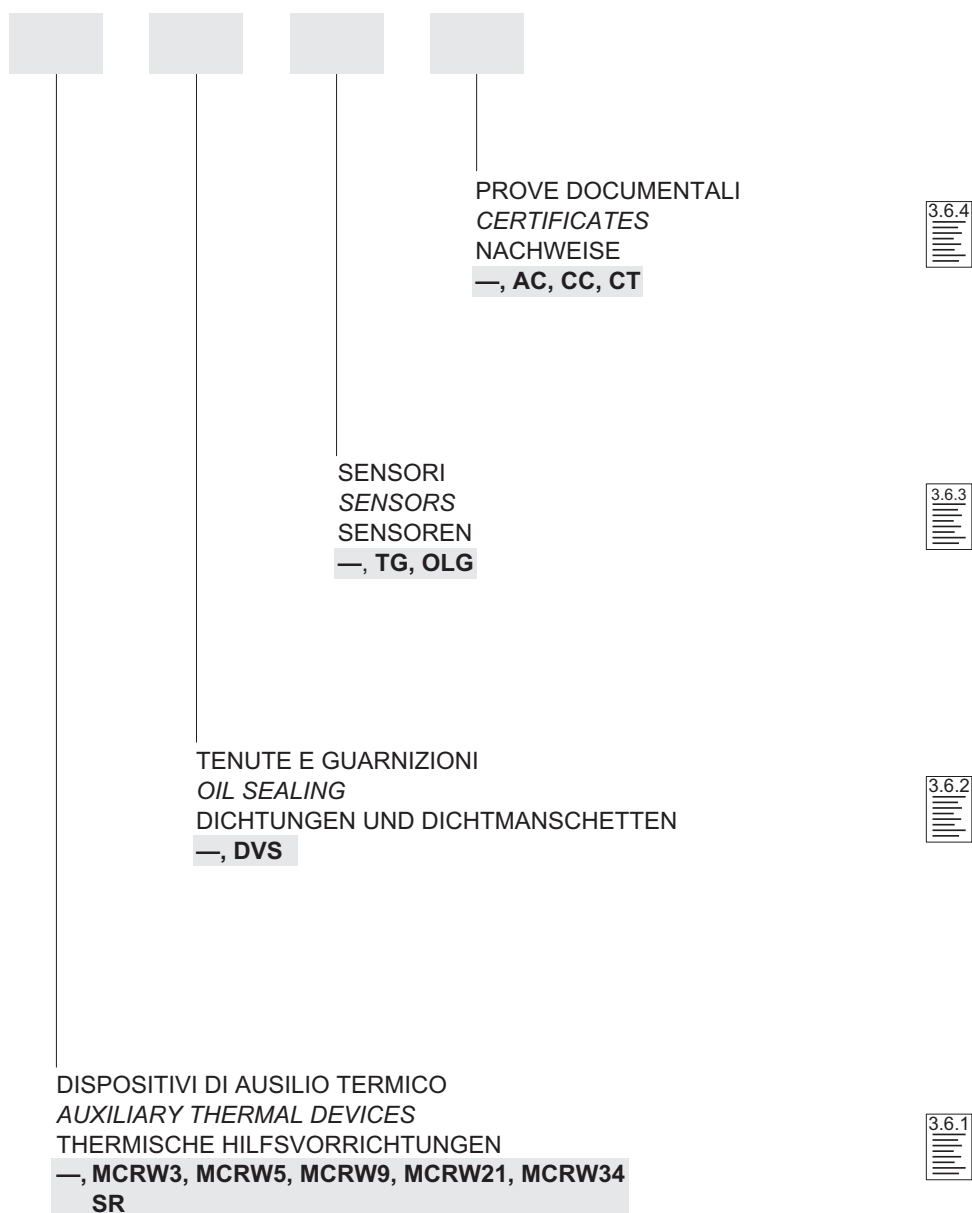 PROVE DOCUMENTALI
CERTIFICATES
NACHWEISE
—, AC, CC, CT
3.6.4
SENSORI
SENSORS
SENSOREN
—, TG, OLG
3.6.3
TENUTE E GUARNIZIONI
OIL SEALING
DICHTUNGEN UND DICHTMANSCHETTEN
—, DVS
3.6.2
DISPOSITIVI DI AUSILIO TERMICO
AUXILIARY THERMAL DEVICES
THERMISCHE HILFSVORRICHTUNGEN
—, MCRW3, MCRW5, MCRW9, MCRW21, MCRW34
SR
3.6.1